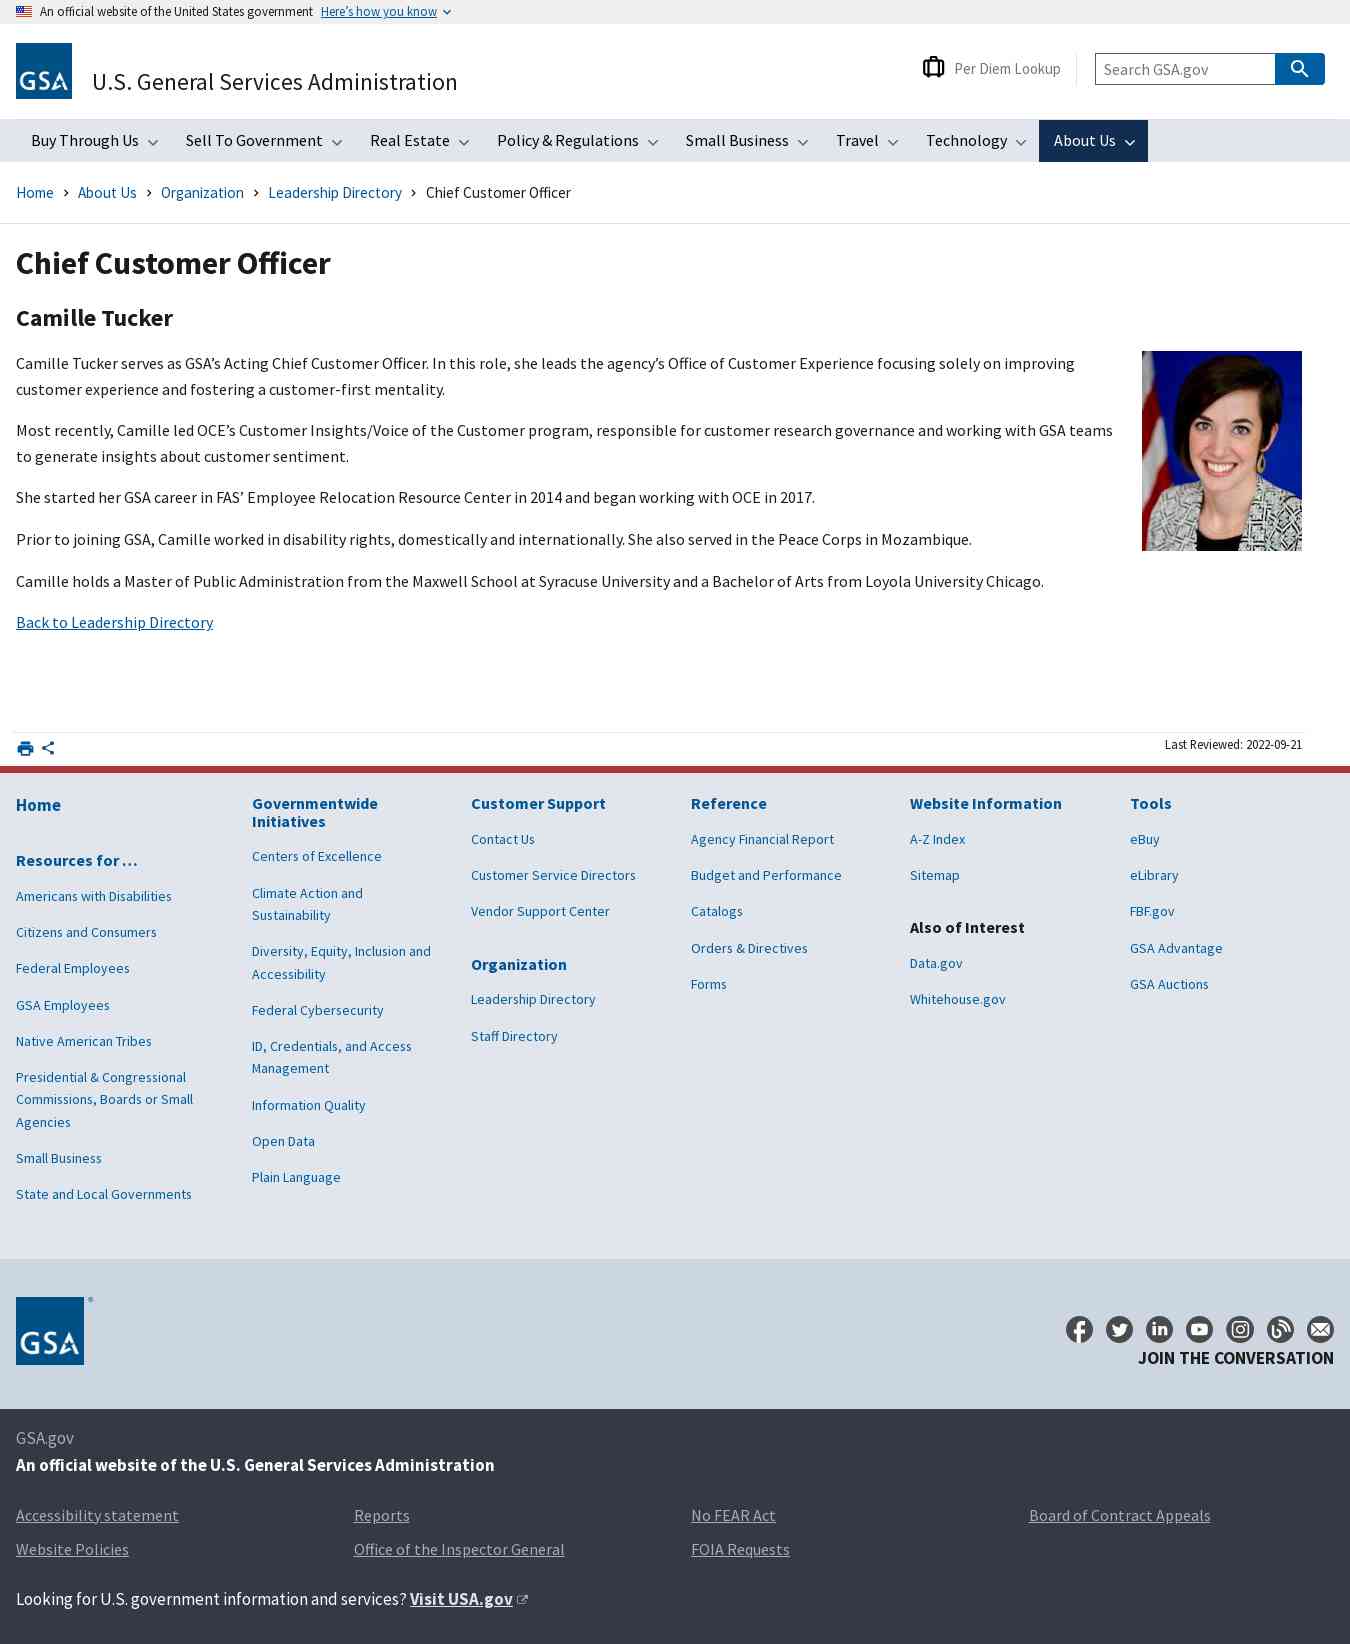 An official website of the United States government Here's how you know
GSA
U.S. General Services Administration
Per Diem Lookup
Search GSA.gov
Buy Through Us
Sell To Government
Real Estate
Policy & Regulations
Small Business
Travel
Technology
About Us
Home
About Us
Organization
Leadership Directory
Chief Customer Officer
Chief Customer Officer
Camille Tucker
Camille Tucker serves as GSA’s Acting Chief Customer Officer. In this role, she leads the agency’s Office of Customer Experience focusing solely on improving
customer experience and fostering a customer-first mentality.
Most recently, Camille led OCE’s Customer Insights/Voice of the Customer program, responsible for customer research governance and working with GSA teams
to generate insights about customer sentiment.
She started her GSA career in FAS’ Employee Relocation Resource Center in 2014 and began working with OCE in 2017.
Prior to joining GSA, Camille worked in disability rights, domestically and internationally. She also served in the Peace Corps in Mozambique.
Camille holds a Master of Public Administration from the Maxwell School at Syracuse University and a Bachelor of Arts from Loyola University Chicago.
Back to Leadership Directory
Last Reviewed: 2022-09-21
Home
Resources for …
Americans with Disabilities
Citizens and Consumers
Federal Employees
GSA Employees
Native American Tribes
Presidential & Congressional
Commissions, Boards or Small
Agencies
Small Business
State and Local Governments
Governmentwide
Initiatives
Centers of Excellence
Climate Action and
Sustainability
Diversity, Equity, Inclusion and
Accessibility
Federal Cybersecurity
ID, Credentials, and Access
Management
Information Quality
Open Data
Plain Language
Customer Support
Contact Us
Customer Service Directors
Vendor Support Center
Organization
Leadership Directory
Staff Directory
Reference
Agency Financial Report
Budget and Performance
Catalogs
Orders & Directives
Forms
Website Information
A-Z Index
Sitemap
Also of Interest
Data.gov
Whitehouse.gov
Tools
eBuy
eLibrary
FBF.gov
GSA Advantage
GSA Auctions
GSA ®
JOIN THE CONVERSATION
GSA.gov
An official website of the U.S. General Services Administration
Accessibility statement
Reports
No FEAR Act
Board of Contract Appeals
Website Policies
Office of the Inspector General
FOIA Requests
Looking for U.S. government information and services? Visit USA.gov